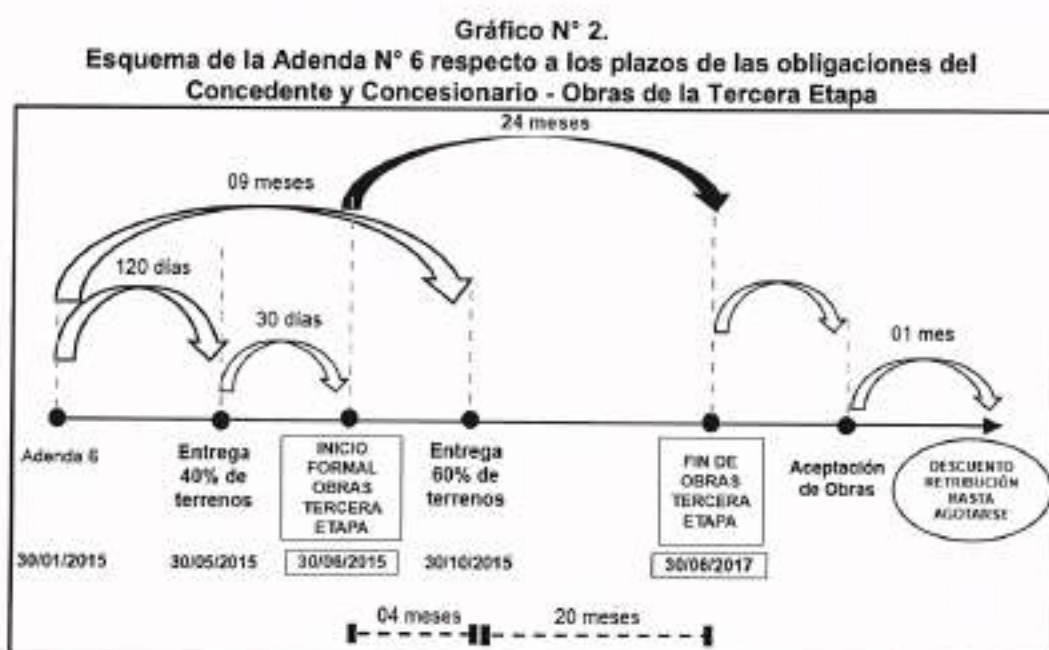 Gráfico N° 2.
Esquema de la Adenda N° 6 respecto a los plazos de las obligaciones del
Concedente y Concesionario - Obras de la Tercera Etapa
24 meses
09 meses
120 días
30 días
01 mes
Adenda 6
Entrega
40% de
terrenos
INICIO
FORMAL
OBRAS
TERCERA
ETAPA
Entrega
60% de
terrenos
FIN DE
OBRAS
TERCERA
ETAPA
Aceptación
de Obras
DESCUENTO
RETRIBUCIÓN
HASTA
AGOTARSE
30/01/2015
30/05/2015
30/06/2015
30/10/2015
30/06/2017
04 meses
20 meses